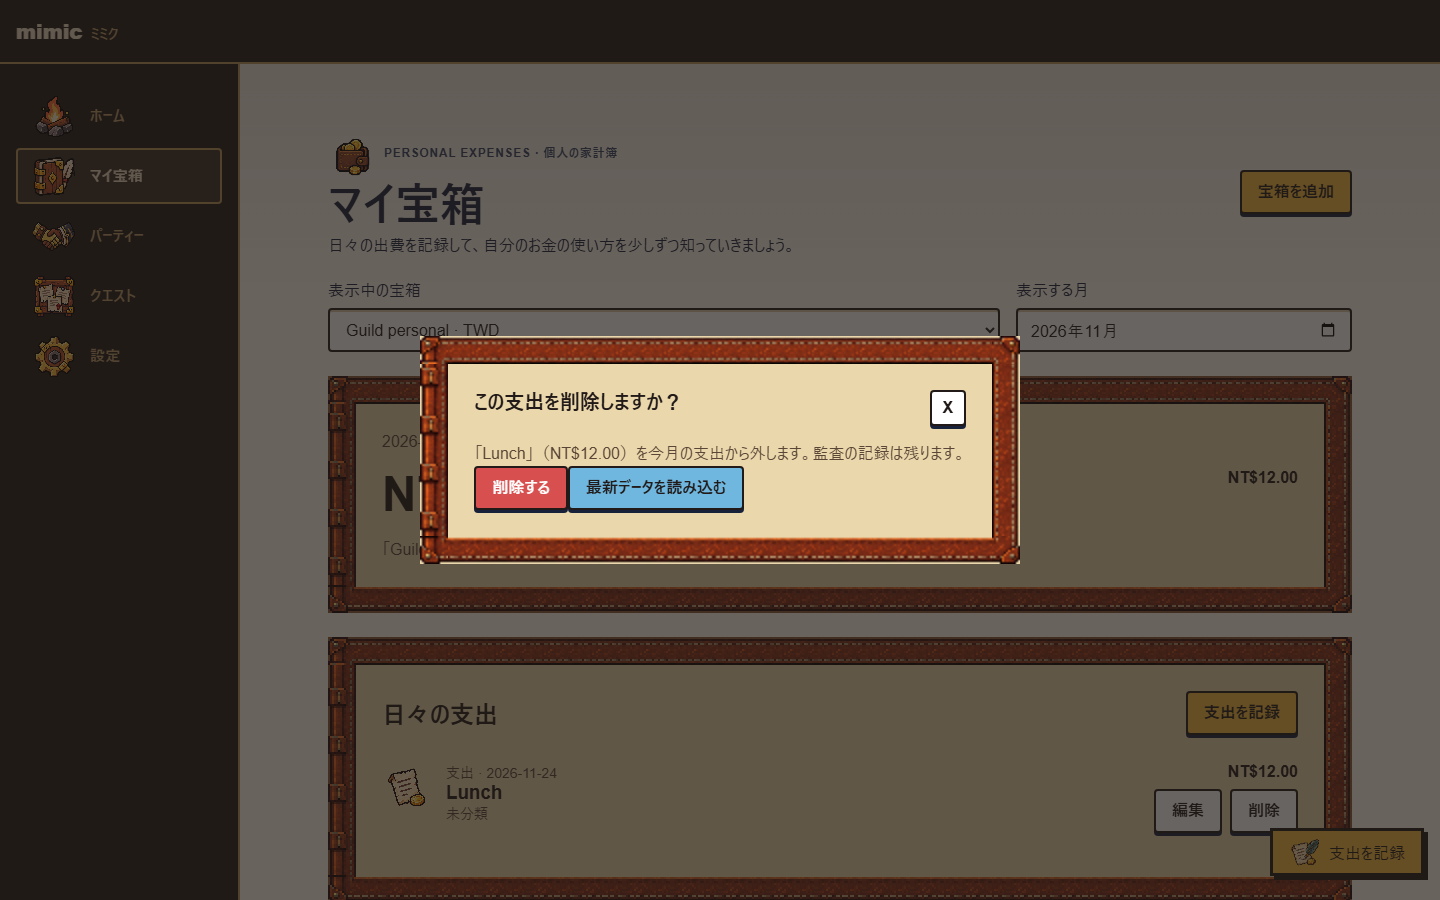 mimic ミミク
ホーム
マイ宝箱
パーティー
クエスト
設定
PERSONAL EXPENSES · 個人の家計簿
マイ宝箱
日々の出費を記録して、自分のお金の使い方を少しずつ知っていきましょう。
宝箱を追加
表示中の宝箱
Guild personal · TWD
表示する月
2026年11月
この支出を削除しますか？
X
「Lunch」（NT$12.00）を今月の支出から外します。監査の記録は残ります。
削除する
最新データを読み込む
2026-
N
「Guil
NT$12.00
日々の支出
支出を記録
支出 · 2026-11-24
Lunch
未分類
NT$12.00
編集
削除
支出を記録